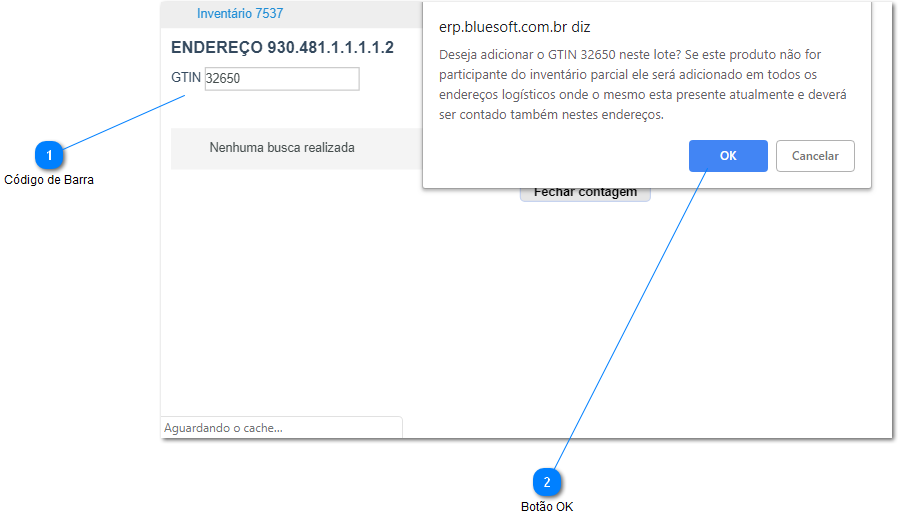 Inventário 7537
ENDEREÇO 930.481.1.1.1.1.2
GTIN 32650
Nenhuma busca realizada
erp.bluesoft.com.br diz
Deseja adicionar o GTIN 32650 neste lote? Se este produto não for
participante do inventário parcial ele será adicionado em todos os
endereços logísticos onde o mesmo esta presente atualmente e deverá
ser contado também nestes endereços.
OK Cancelar
Fechar contagem
1
Código de Barra
Aguardando o cache...
2
Botão OK